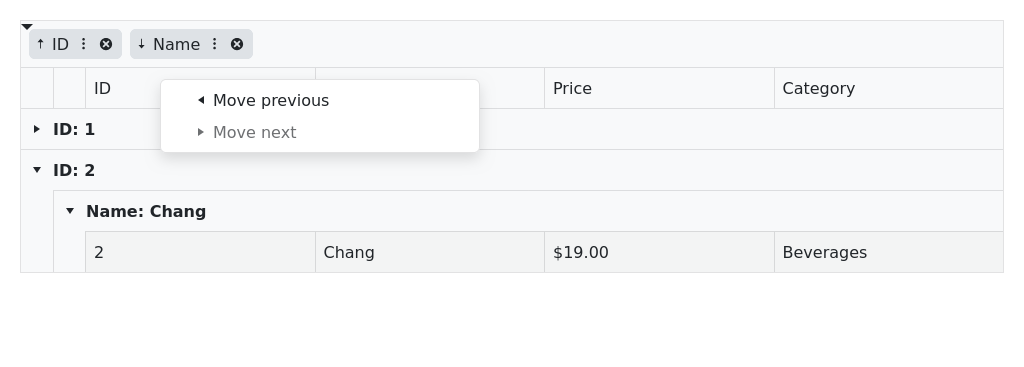 ID Name
ID Price Category
Move previous
Move next
ID: 1
ID: 2
Name: Chang
2 Chang $19.00 Beverages